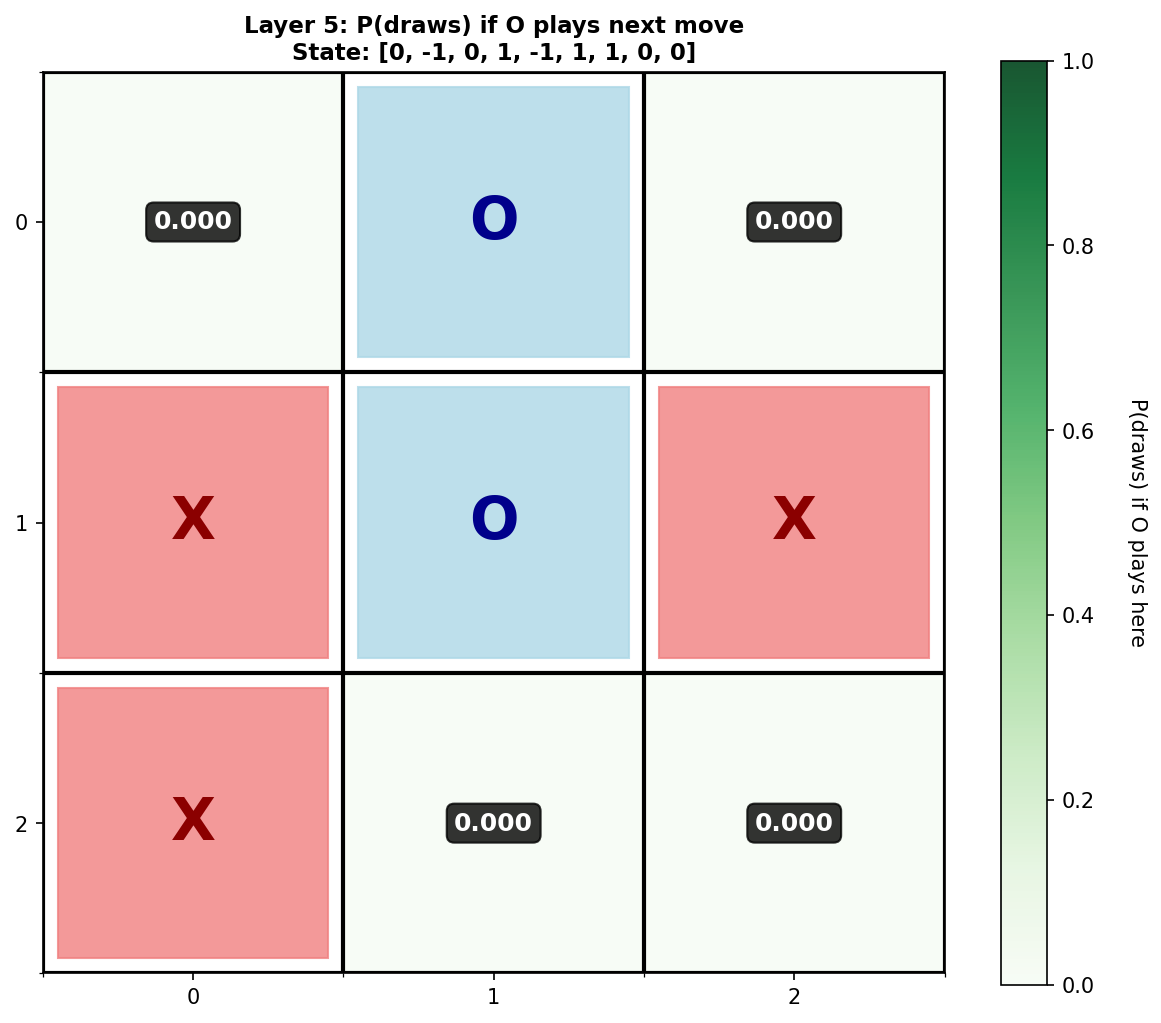 Layer 5: P(draws) if O plays next move
State: [0, -1, 0, 1, -1, 1, 1, 0, 0]
0
0.000
O
0.000
1
X
O
X
2
X
0.000
0.000
0
1
2
1.0
0.8
0.6
0.4
0.2
0.0
P(draws) if O plays here